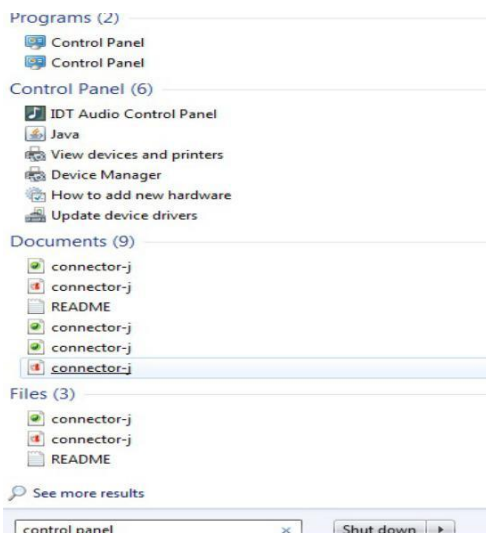 Programs (2)
Control Panel
Control Panel
Control Panel (6)
IDT Audio Control Panel
Java
View devices and printers
Device Manager
How to add new hardware
Update device drivers
Documents (9)
connector-j
connector-j
README
connector-j
connector-j
connector-j
Files (3)
connector-j
connector-j
README
See more results
control panel
Shut down